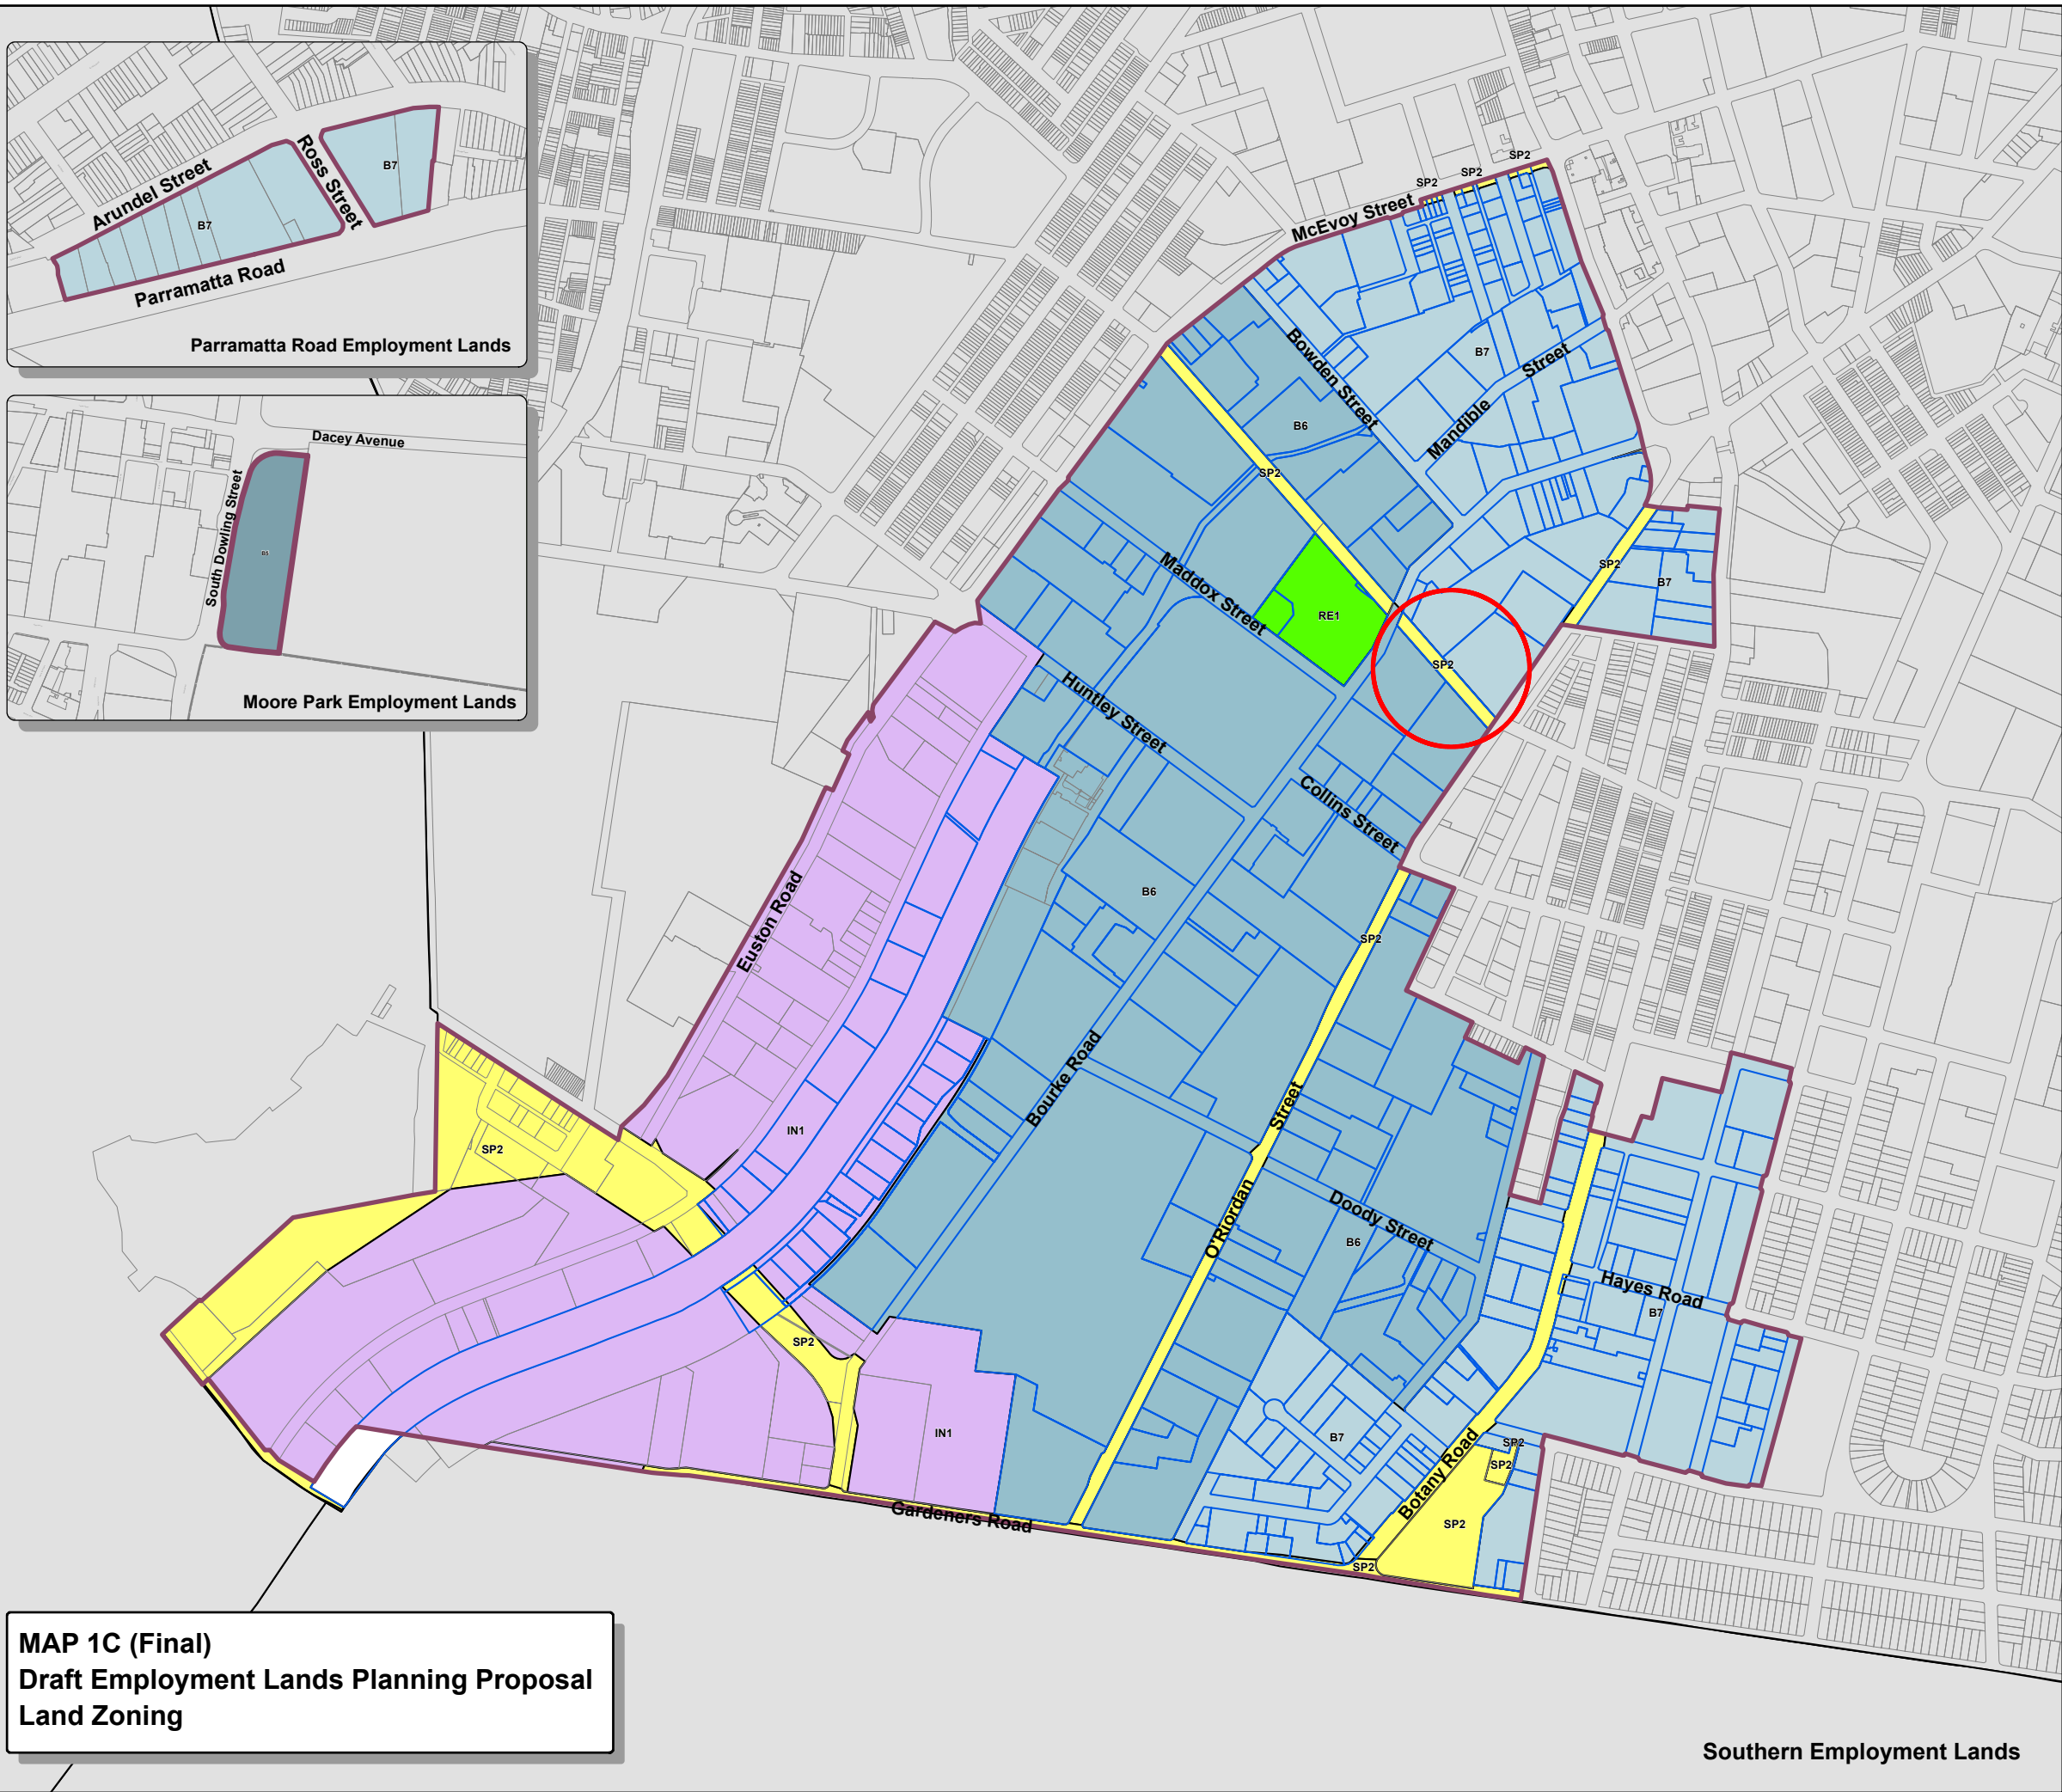 Arundel Street
Ross Street
B7
B7
Parramatta Road
Parramatta Road Employment Lands
Dacey Avenue
South Dowling Street
B5
Moore Park Employment Lands
SP2
SP2
SP2
McEvoy Street
Bowden Street
B7
Mandible
Street
B6
SP2
Maddox Street
SP2
B7
RE1
SP2
Huntley Street
Collins Street
Euston Road
B6
SP2
Bourke Road
Street
IN1
SP2
O'Riordan
Doody Street
B6
Hayes Road
B7
SP2
IN1
B7
Botany Road
SP2
SP2
SP2
SP2
Gardeners Road
MAP 1C (Final)
Draft Employment Lands Planning Proposal
Land Zoning
Southern Employment Lands